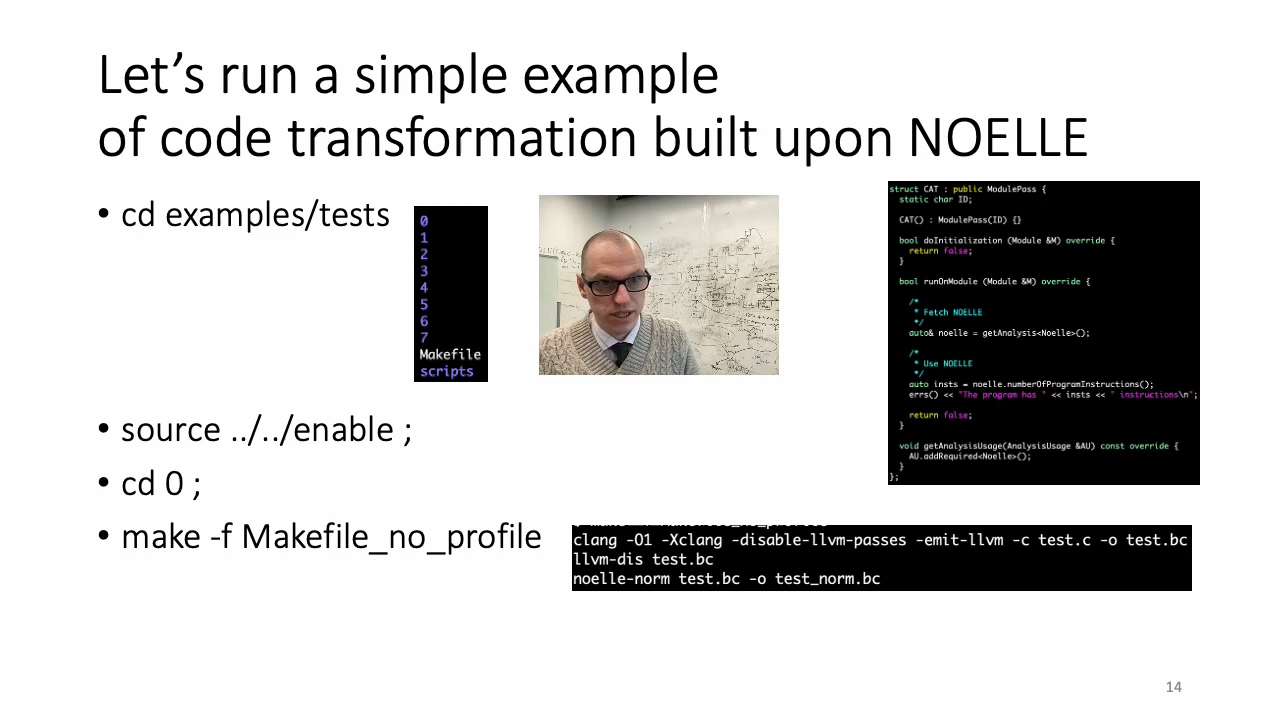 Let’s run a simple example
of code transformation built upon NOELLE
• cd examples/tests
0
1
2
3
4
5
6
7
Makefile
scripts
struct CAT : public ModulePass {
static char ID;
CAT() : ModulePass(ID) {}
bool doInitialization (Module &M) override {
return false;
}
bool runOnModule (Module &M) override {
/*
* Fetch NOELLE
*/
auto& noelle = getAnalysis<Noelle>();
/*
* Use NOELLE
*/
auto insts = noelle.numberOfProgramInstructions();
errs() << "The program has " << insts << " instructions\n";
return false;
}
void getAnalysisUsage(AnalysisUsage &AU) const override {
AU.addRequired<Noelle>();
}
};
• source ../../enable ;
• cd 0 ;
• make -f Makefile_no_profile
clang -O1 -Xclang -disable-llvm-passes -emit-llvm -c test.c -o test.bc
llvm-dis test.bc
noelle-norm test.bc -o test_norm.bc
14